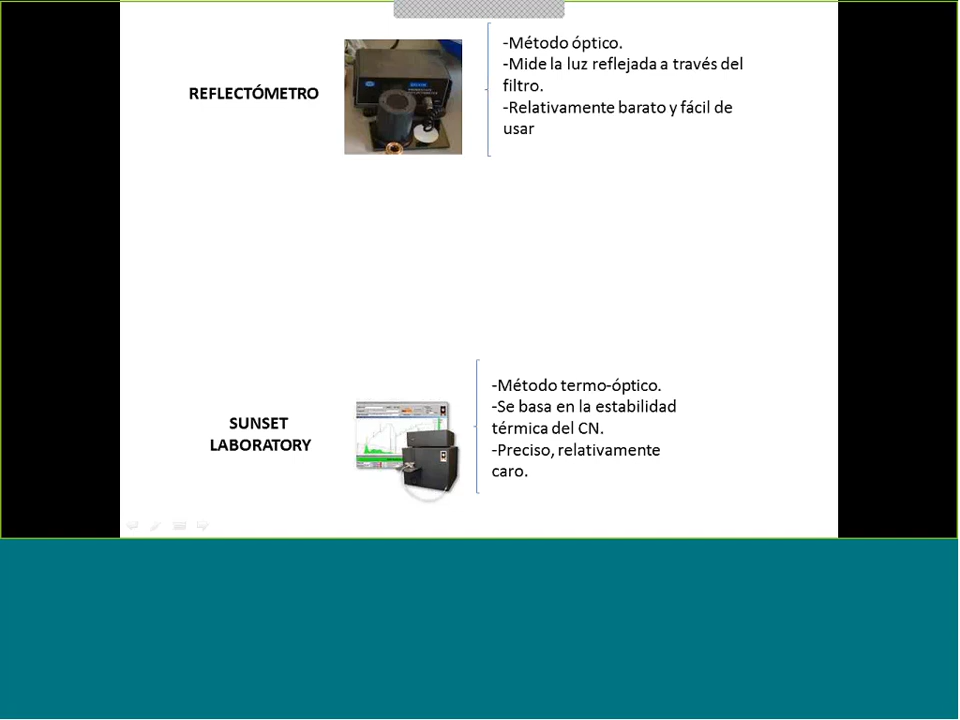 REFLECTÓMETRO
-Método óptico.
-Mide la luz reflejada a través del
filtro.
-Relativamente barato y fácil de
usar
SUNSET
LABORATORY
-Método termo-óptico.
-Se basa en la estabilidad
térmica del CN.
-Preciso, relativamente
caro.